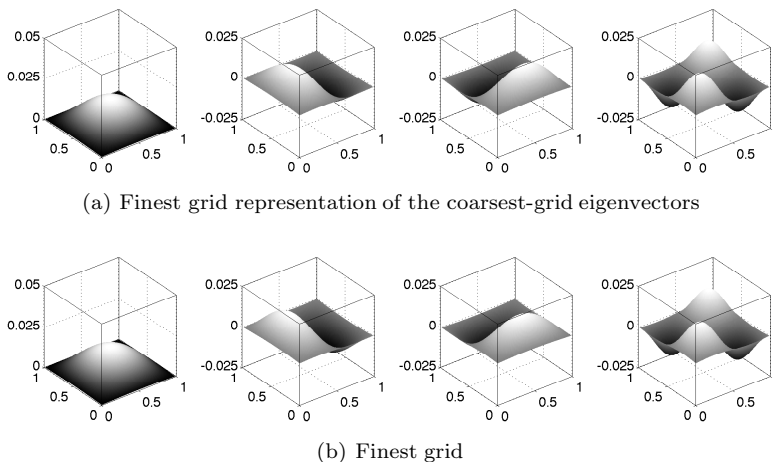 0.05 0.025 0.025 0.025
0.025 0 0 0
0 -0.025 -0.025 -0.025
1 1 1 1 1 1 1 1
0.5 0.5 0.5 0.5 0.5 0.5 0.5 0.5
0 0 0 0 0 0 0 0
(a) Finest grid representation of the coarsest-grid eigenvectors
0.05 0.025 0.025 0.025
0.025 0 0 0
0 -0.025 -0.025 -0.025
1 1 1 1 1 1 1 1
0.5 0.5 0.5 0.5 0.5 0.5 0.5 0.5
0 0 0 0 0 0 0 0
(b) Finest grid